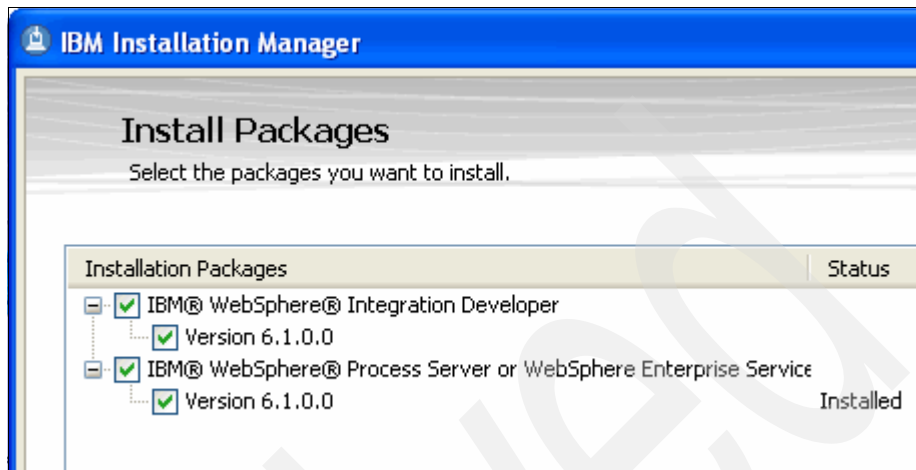 IBM Installation Manager
Install Packages
Select the packages you want to install.
Installation Packages Status
IBM® WebSphere® Integration Developer
Version 6.1.0.0
IBM® WebSphere® Process Server or WebSphere Enterprise Service
Version 6.1.0.0 Installed